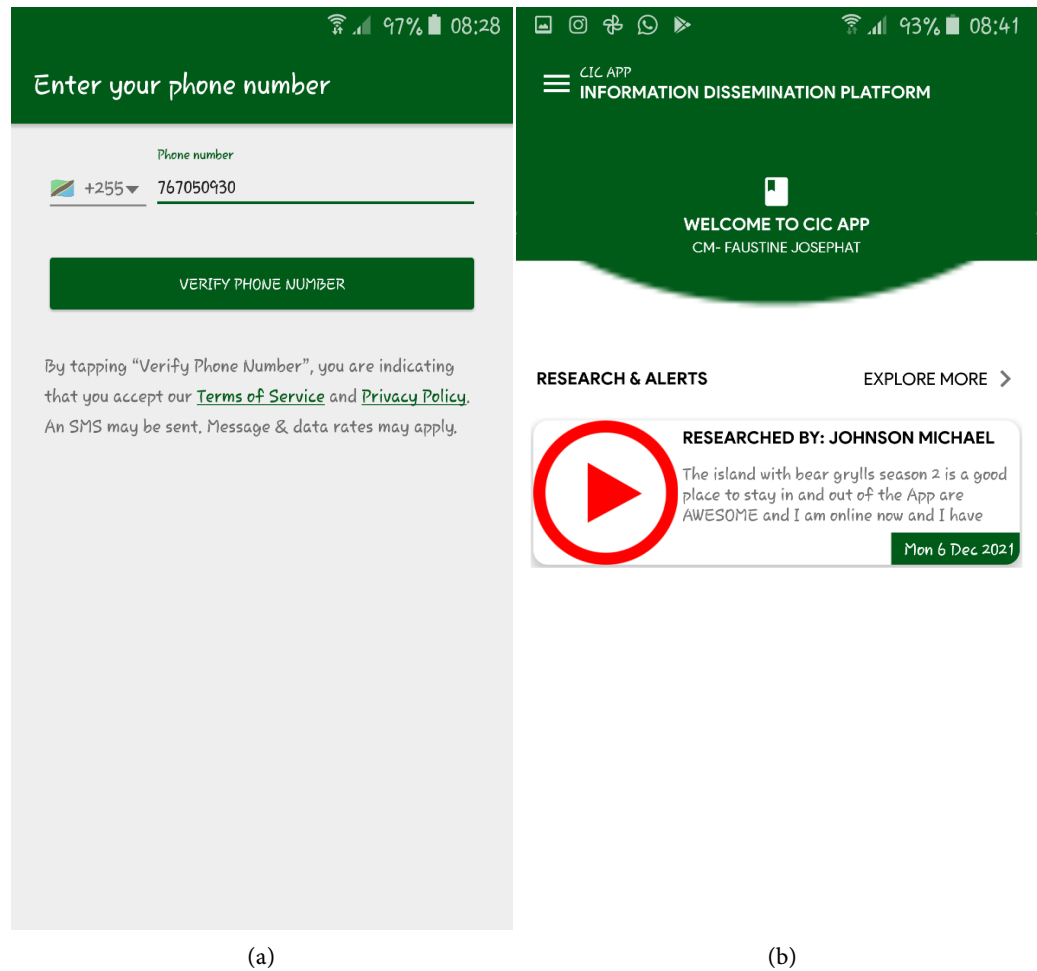 97% 08:28
Enter your phone number
Phone number
+255 767050930
VERIFY PHONE NUMBER
By tapping “Verify Phone Number”, you are indicating
that you accept our Terms of Service and Privacy Policy.
An SMS may be sent. Message & data rates may apply.
(a)
93% 08:41
CIC APP
INFORMATION DISSEMINATION PLATFORM
WELCOME TO CIC APP
CM- FAUSTINE JOSEPHAT
RESEARCH & ALERTS EXPLORE MORE
RESEARCHED BY: JOHNSON MICHAEL
The island with bear grylls season 2 is a good
place to stay in and out of the App are
AWESOME and I am online now and I have
Mon 6 Dec 2021
(b)